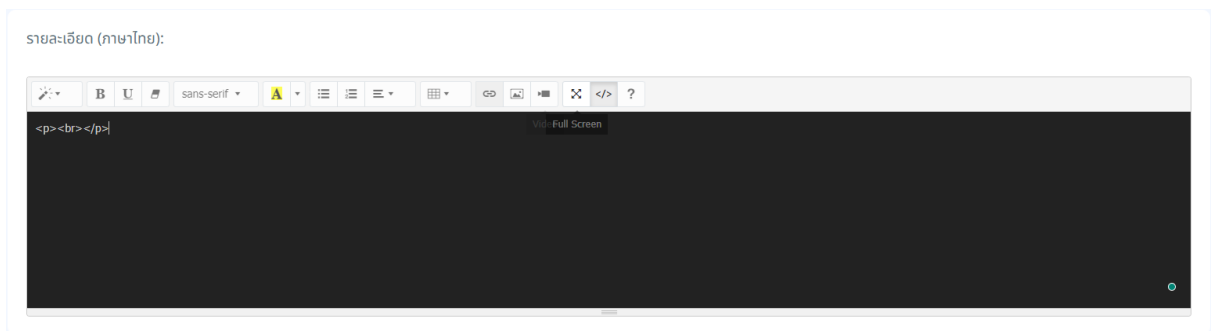 รายละเอียด (ภาษาไทย):
B U sans-serif A </> ?
Video Full Screen
<p><br></p>